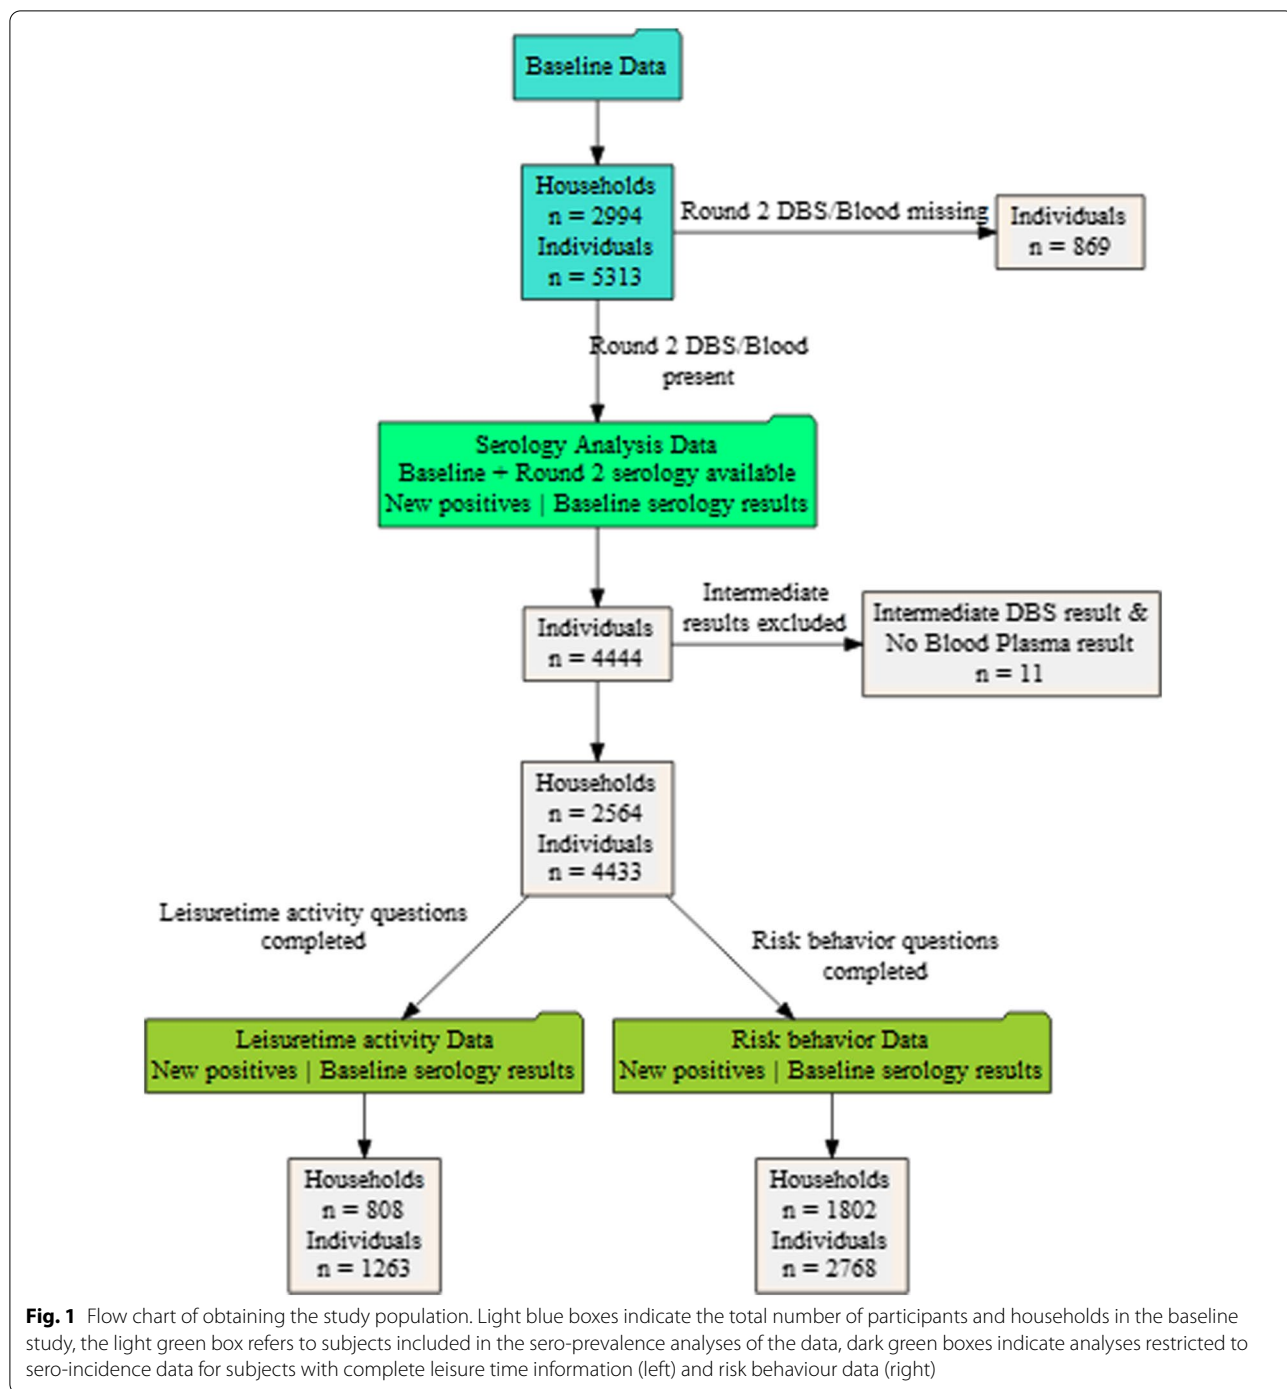 Baseline Data
Households
n = 2994
Individuals
n = 5313
Round 2 DBS/Blood missing
Individuals
n = 869
Round 2 DBS/Blood
present
Serology Analysis Data
Baseline + Round 2 serology available
New positives | Baseline serology results
Individuals
n = 4444
Intermediate
results excluded
Intermediate DBS result &
No Blood Plasma result
n = 11
Households
n = 2564
Individuals
n = 4433
Leisuretime activity questions
completed
Risk behavior questions
completed
Leisuretime activity Data
New positives | Baseline serology results
Risk behavior Data
New positives | Baseline serology results
Households
n = 808
Individuals
n = 1263
Households
n = 1802
Individuals
n = 2768
Fig. 1 Flow chart of obtaining the study population. Light blue boxes indicate the total number of participants and households in the baseline
study, the light green box refers to subjects included in the sero-prevalence analyses of the data, dark green boxes indicate analyses restricted to
sero-incidence data for subjects with complete leisure time information (left) and risk behaviour data (right)